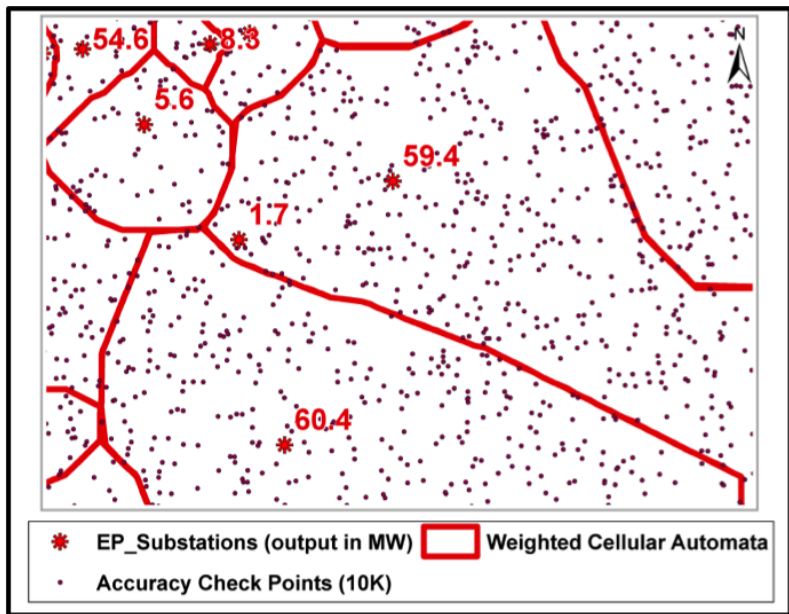 54.6
8.3
N
5.6
59.4
1.7
60.4
EP_Substations (output in MW)
Weighted Cellular Automata
Accuracy Check Points (10K)